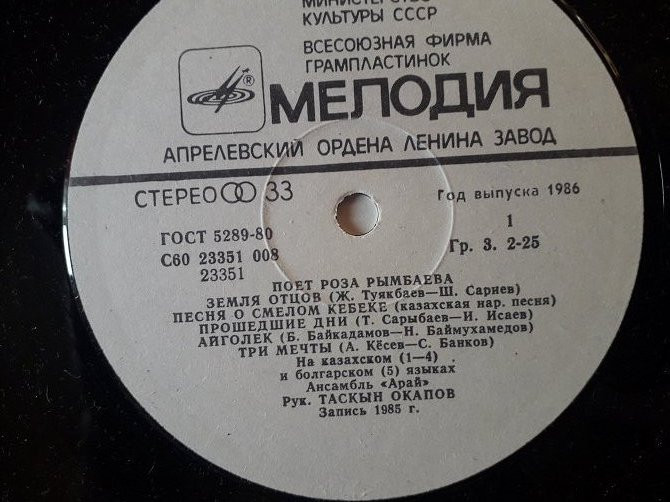 МИНИСТЕРСТВО
КУЛЬТУРЫ СССР
ВСЕСОЮЗНАЯ ФИРМА
ГРАМПЛАСТИНОК
®
МЕЛОДИЯ
АПРЕЛЕВСКИЙ ОРДЕНА ЛЕНИНА ЗАВОД
СТЕРЕО 33
Год выпуска 1986
ГОСТ 5289-80
1
С60 23351 008
Гр. 3. 2-25
23351
ПОЕТ РОЗА РЫМБАЕВА
ЗЕМЛЯ ОТЦОВ (Ж. Туякбаев—Ш. Сариев)
ПЕСНЯ О СМЕЛОМ КЕБЕКЕ (казахская нар. песня)
ПРОШЕДШИЕ ДНИ (Т. Сарыбаев—И. Исаев)
АЙГОЛЕК (Б. Байкадамов—Н. Баймухамедов)
ТРИ МЕЧТЫ (А. Кёсев—С. Банков)
На казахском (1—4)
и болгарском (5) языках
Ансамбль «Арай»
Рук. ТАСКЫН ОКАПОВ
Запись 1985 г.